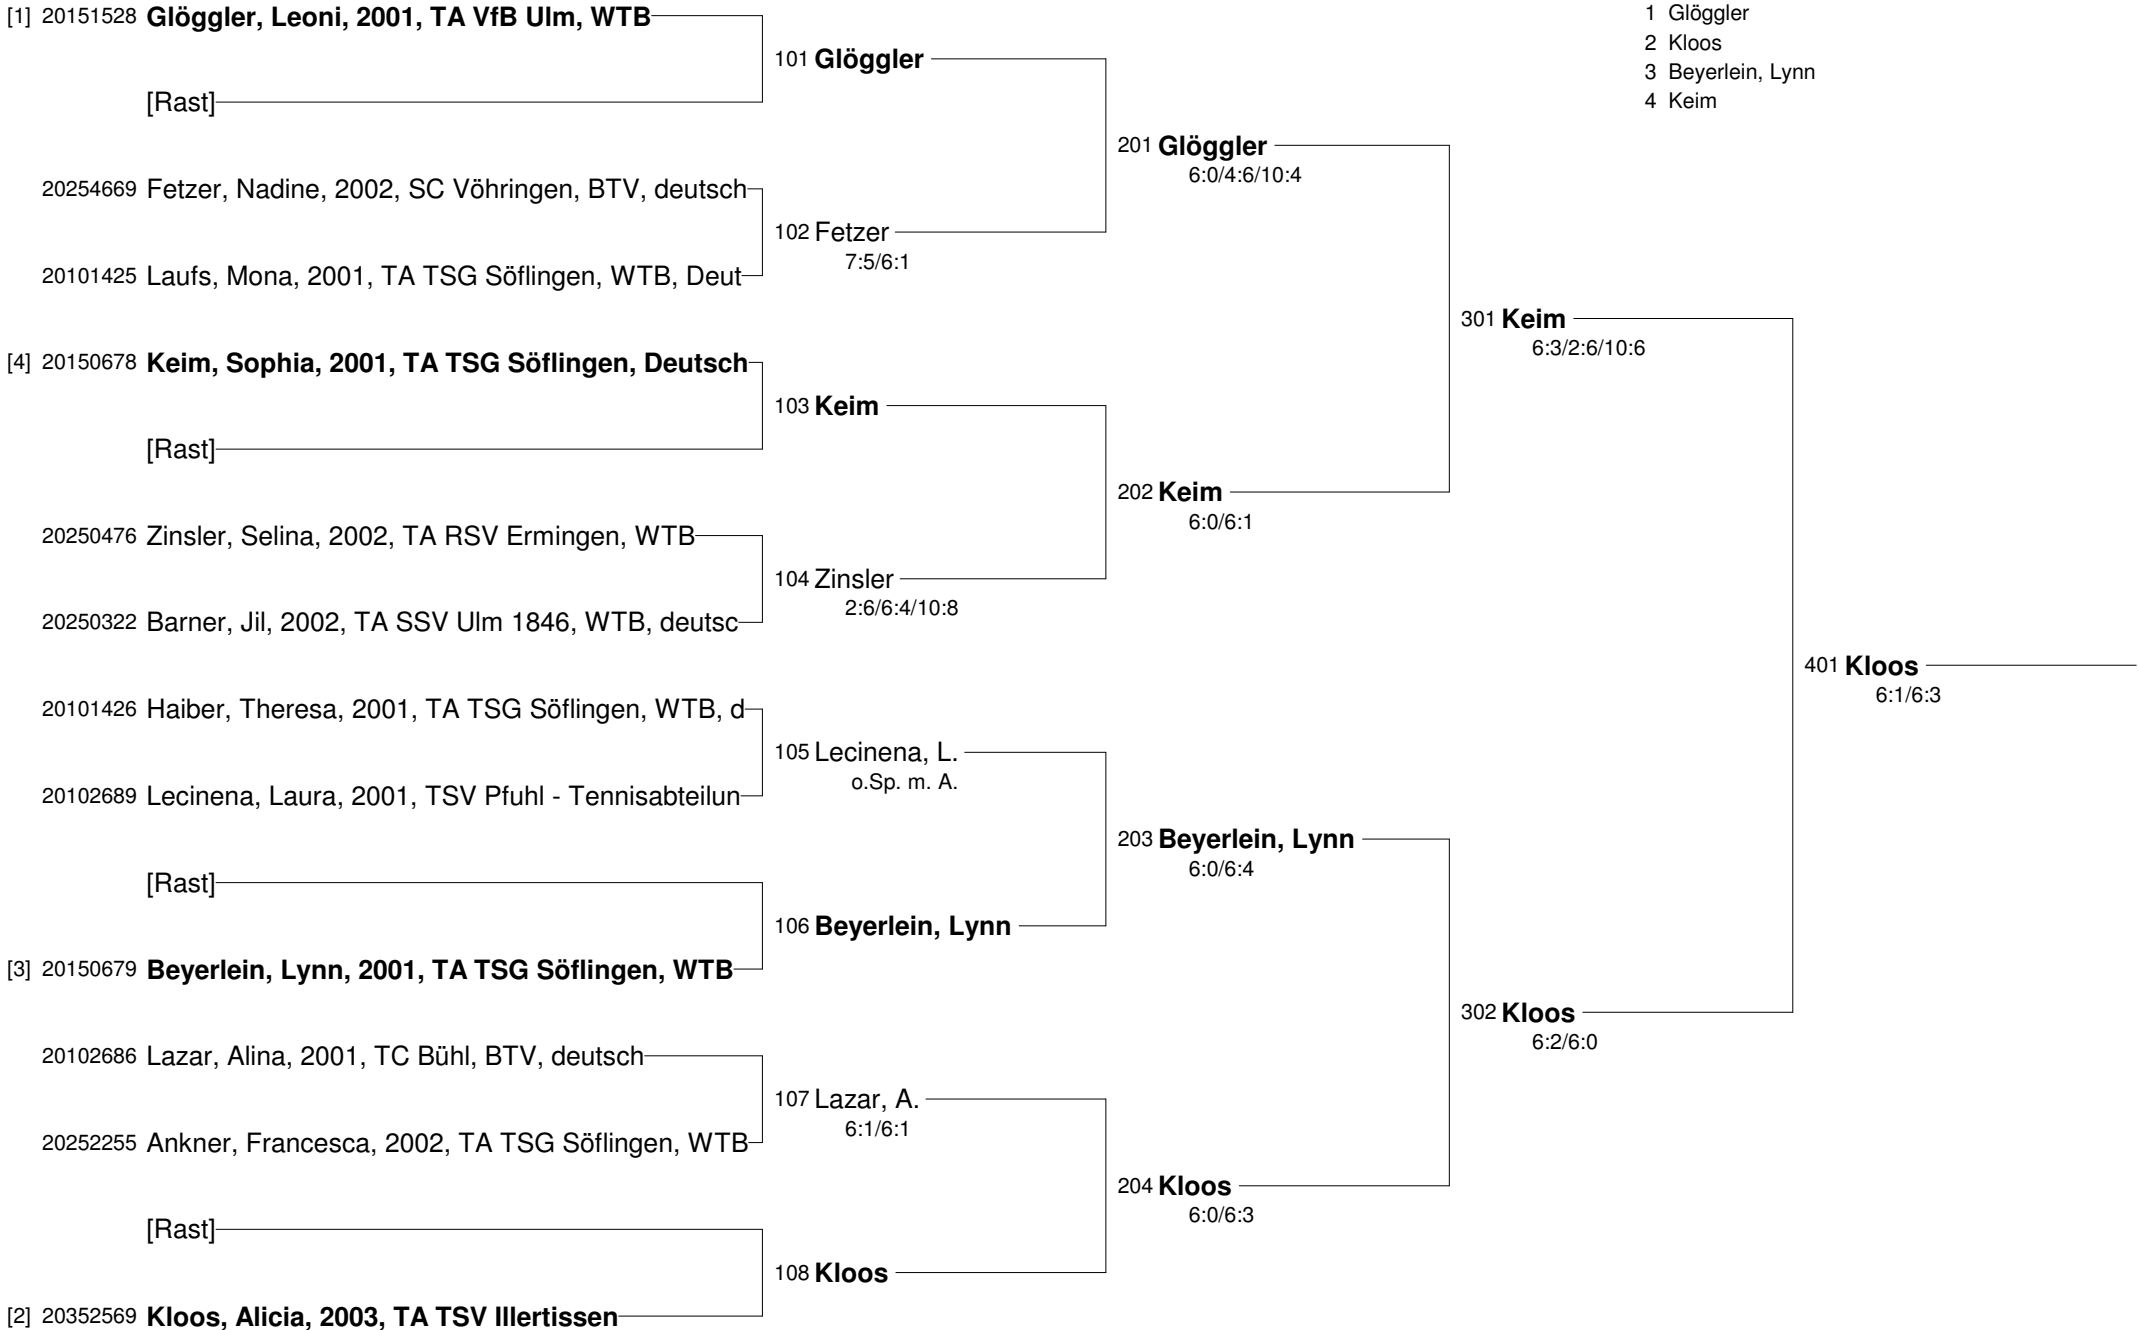 [1] 20151528 Glöggler, Leoni, 2001, TA VfB Ulm, WTB
[Rast]
20254669 Fetzer, Nadine, 2002, SC Vöhringen, BTV, deutsch
20101425 Laufs, Mona, 2001, TA TSG Söflingen, WTB, Deut
[4] 20150678 Keim, Sophia, 2001, TA TSG Söflingen, Deutsch
[Rast]
20250476 Zinsler, Selina, 2002, TA RSV Ermingen, WTB
20250322 Barner, Jil, 2002, TA SSV Ulm 1846, WTB, deutsc
20101426 Haiber, Theresa, 2001, TA TSG Söflingen, WTB, d
20102689 Lecinena, Laura, 2001, TSV Pfuhl - Tennisabteilun
[Rast]
[3] 20150679 Beyerlein, Lynn, 2001, TA TSG Söflingen, WTB
20102686 Lazar, Alina, 2001, TC Bühl, BTV, deutsch
20252255 Ankner, Francesca, 2002, TA TSG Söflingen, WTB
[Rast]
[2] 20352569 Kloos, Alicia, 2003, TA TSV Illertissen
101 Glöggler
102 Fetzer
7:5/6:1
103 Keim
104 Zinsler
2:6/6:4/10:8
105 Lecinena, L.
o.Sp. m. A.
106 Beyerlein, Lynn
107 Lazar, A.
6:1/6:1
108 Kloos
201 Glöggler
6:0/4:6/10:4
202 Keim
6:0/6:1
203 Beyerlein, Lynn
6:0/6:4
204 Kloos
6:0/6:3
301 Keim
6:3/2:6/10:6
302 Kloos
6:2/6:0
401 Kloos
6:1/6:3
1 Glöggler
2 Kloos
3 Beyerlein, Lynn
4 Keim